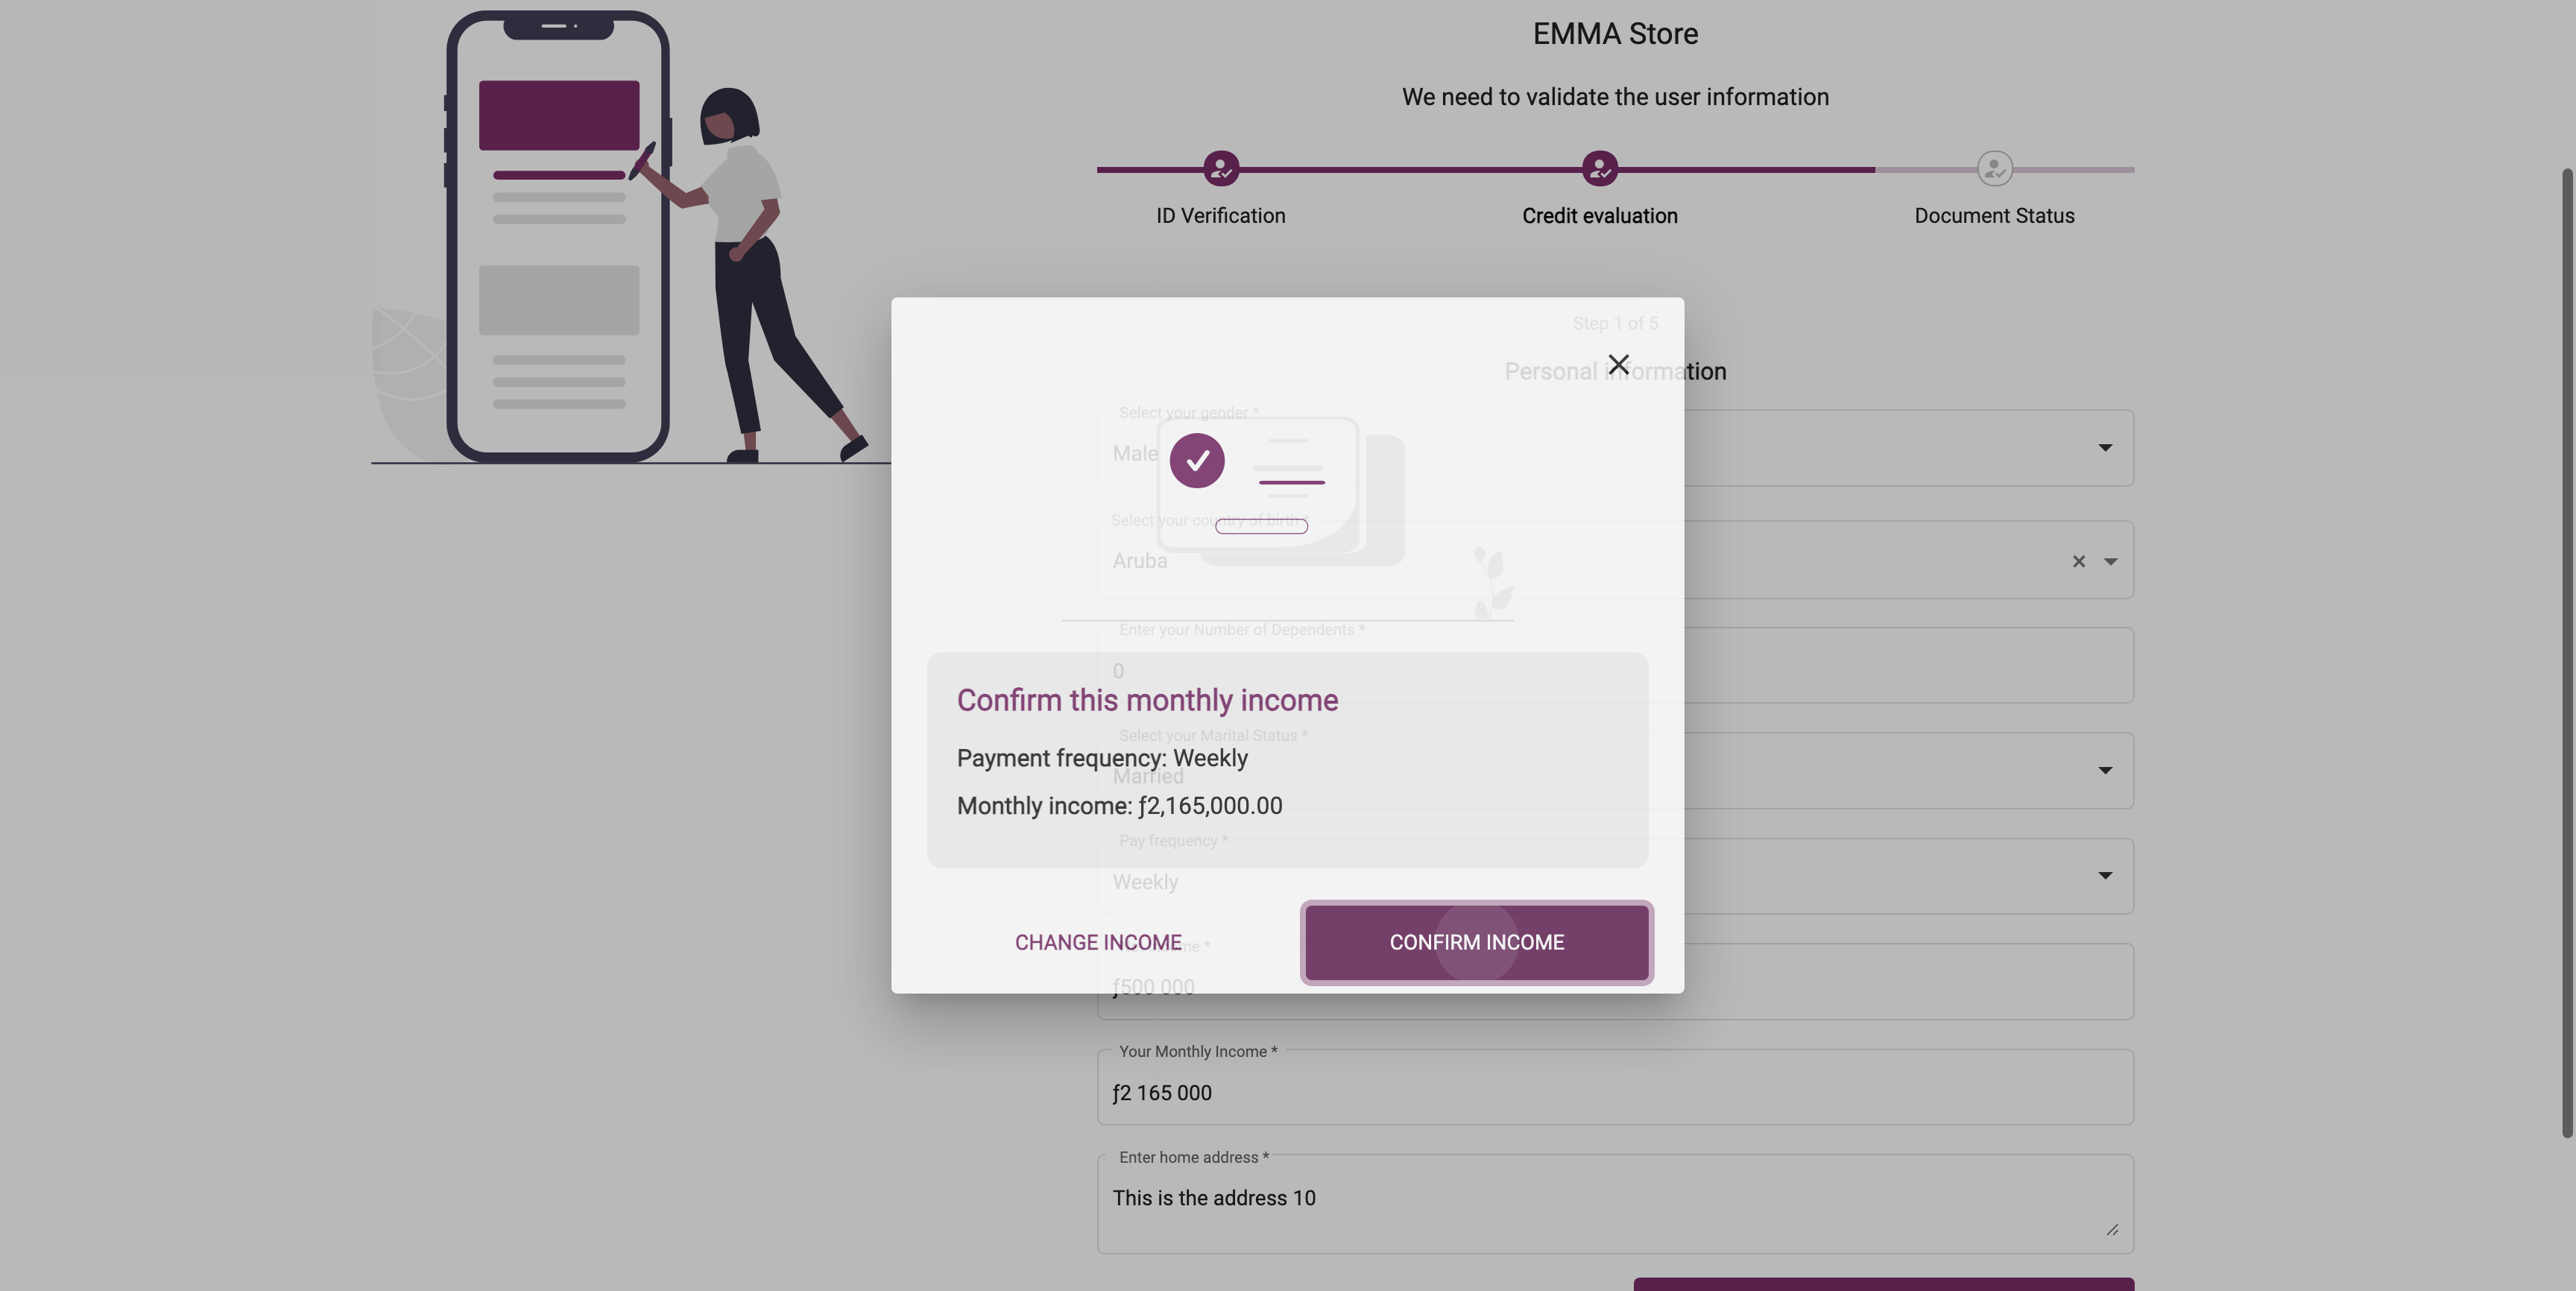 EMMA Store
We need to validate the user information
ID Verification
Credit evaluation
Document Status
Step 1 of 5
Personal information
Select your gender *
Male
Select your country of birth *
Aruba
Enter your Number of Dependents *
0
Confirm this monthly income
Select your Marital Status *
Payment frequency: Weekly
Married
Monthly income: ƒ2,165,000.00
Pay frequency *
Weekly
CHANGE INCOME
CONFIRM INCOME
ƒ500 000
Your Monthly Income *
ƒ2 165 000
Enter home address *
This is the address 10